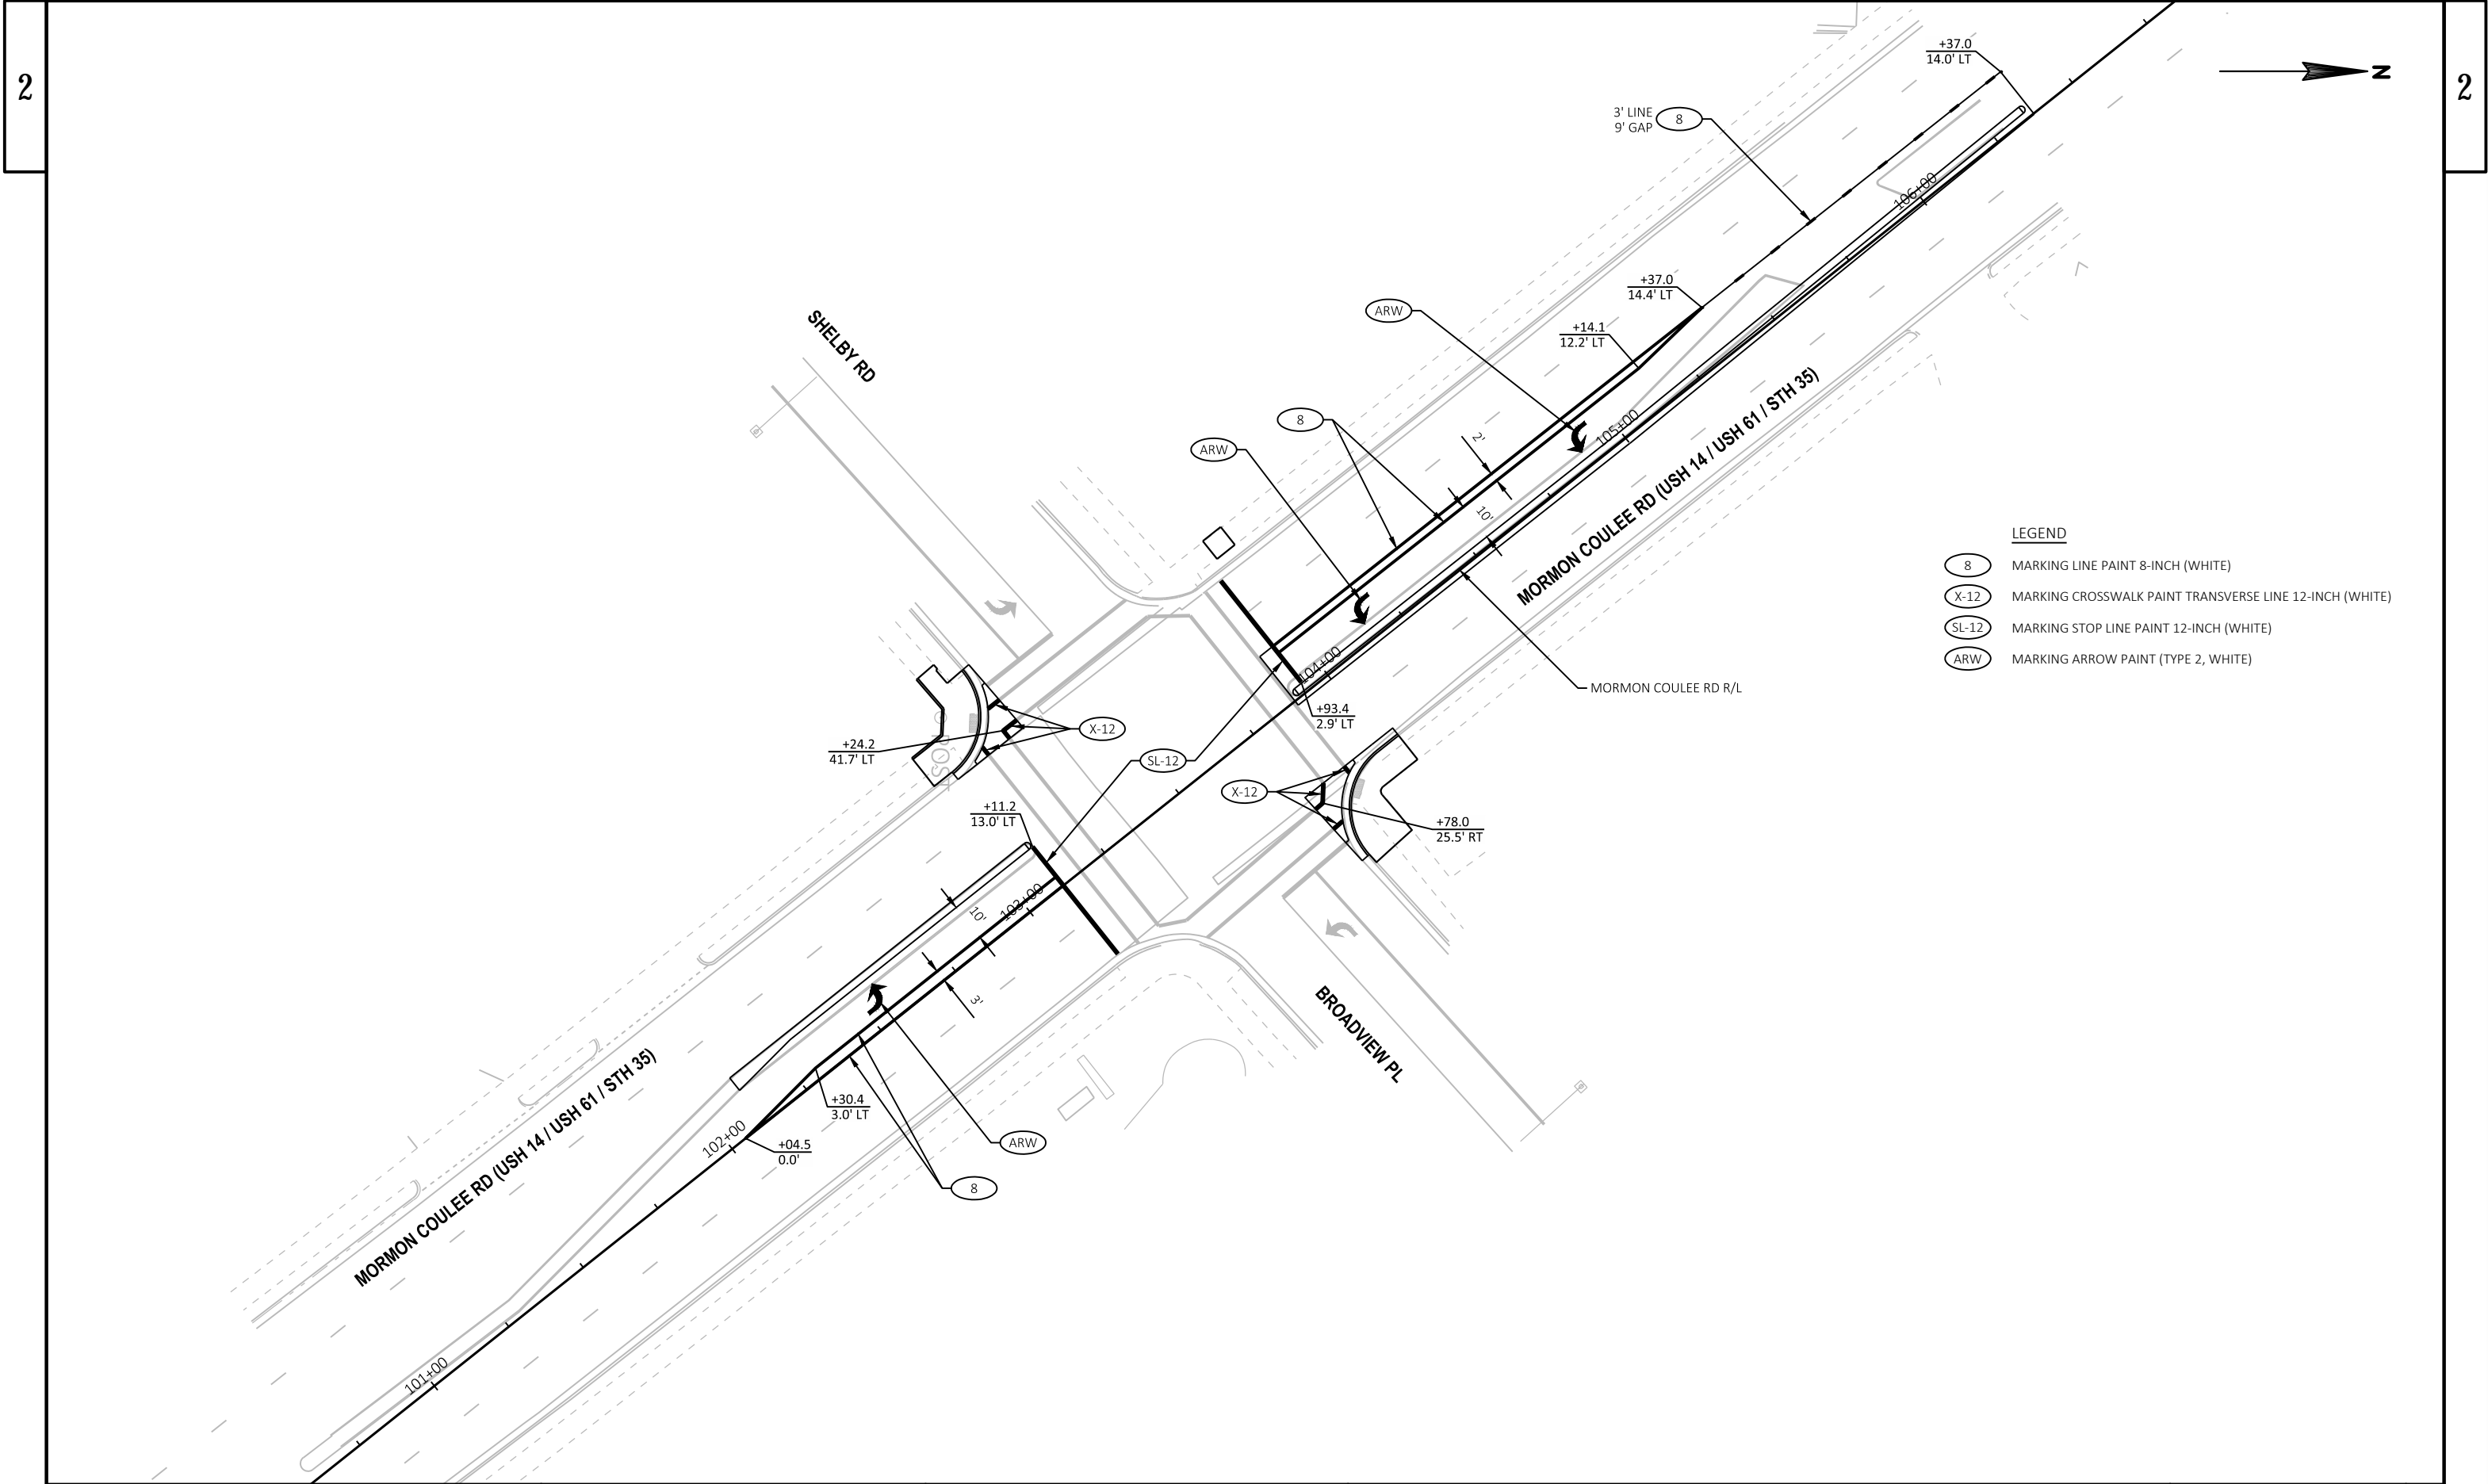 2
2
N
+37.0
14.0' LT
3' LINE
9' GAP
8
106+00
+37.0
14.4' LT
ARW
+14.1
12.2' LT
SHELBY RD
8
ARW
2'
10'
105+00
MORMON COULEE RD (USH 14 / USH 61 / STH 35)
LEGEND
8 MARKING LINE PAINT 8-INCH (WHITE)
X-12 MARKING CROSSWALK PAINT TRANSVERSE LINE 12-INCH (WHITE)
SL-12 MARKING STOP LINE PAINT 12-INCH (WHITE)
ARW MARKING ARROW PAINT (TYPE 2, WHITE)
104+00
MORMON COULEE RD R/L
+93.4
2.9' LT
X-12
+24.2
41.7' LT
SL-12
X-12
+11.2
13.0' LT
+78.0
25.5' RT
10'
103+00
3'
BROADVIEW PL
MORMON COULEE RD (USH 14 / USH 61 / STH 35)
+30.4
3.0' LT
102+00
+04.5
0.0'
ARW
8
101+00